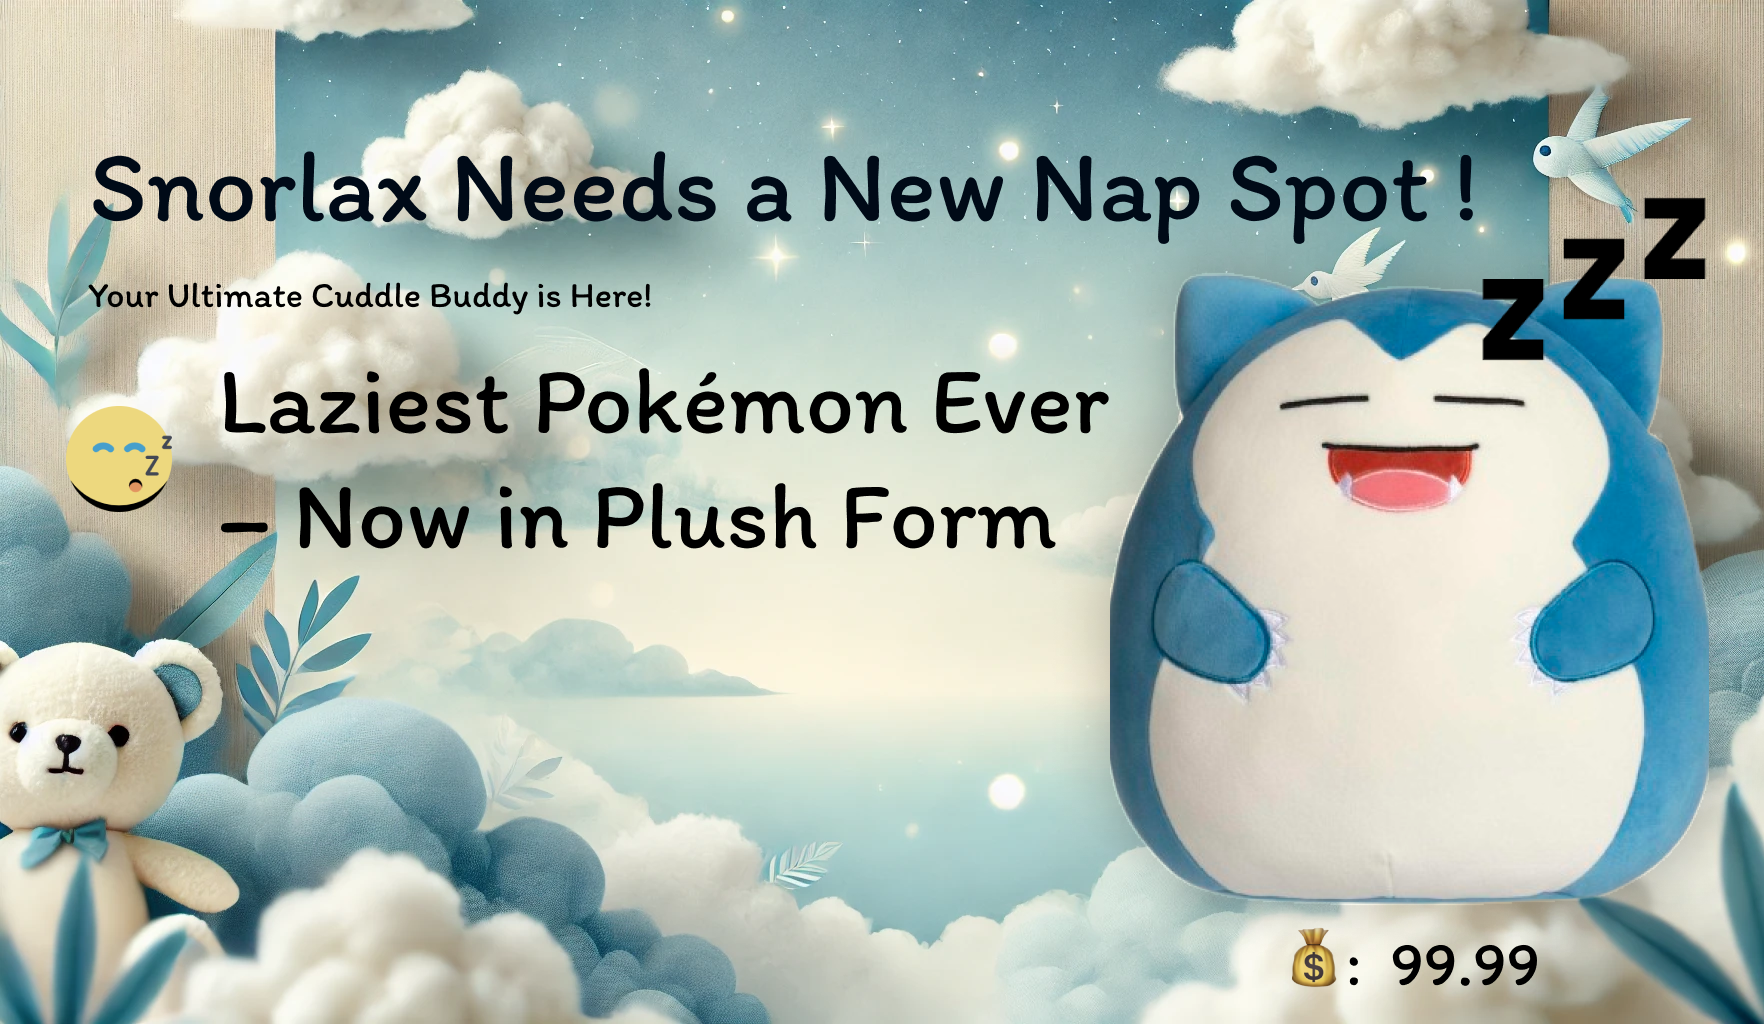 Snorlax Needs a New Nap Spot !
Your Ultimate Cuddle Buddy is Here!
Laziest Pokémon Ever
– Now in Plush Form
z z z
z z
💰: 99.99